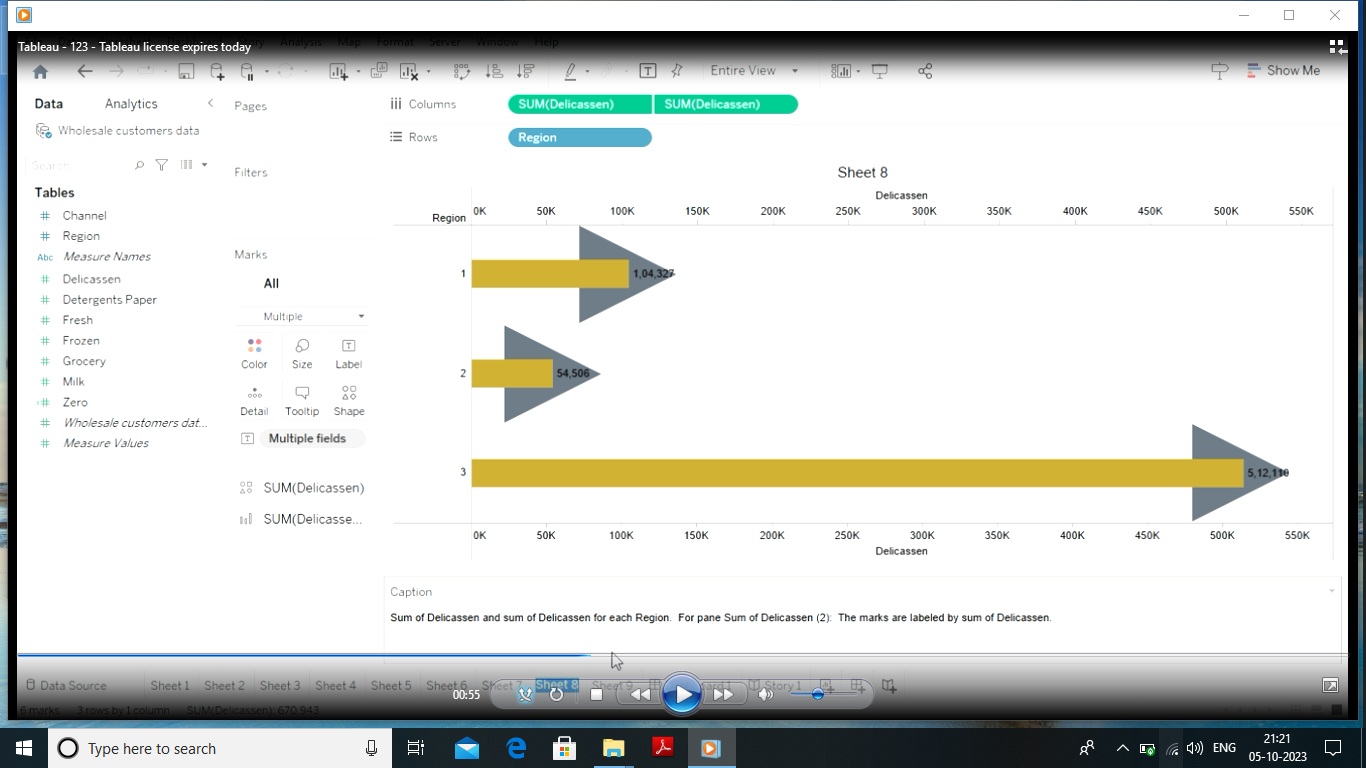 Analysis Map Format Server Window Help
Tableau - 123 - Tableau license expires today
Entire View
Show Me
Data Analytics
Wholesale customers data
Search
Tables
Channel
Region
Abc Measure Names
Delicassen
Detergents Paper
Fresh
Frozen
Grocery
Milk
Zero
Wholesale customers dat...
Measure Values
Pages
Filters
Marks
All
Multiple
Color Size Label
Detail Tooltip Shape
Multiple fields
SUM(Delicassen)
SUM(Delicasse...
Columns SUM(Delicassen) SUM(Delicassen)
Rows Region
Sheet 8
Delicassen
Region 0K 50K 100K 150K 200K 250K 300K 350K 400K 450K 500K 550K
1 1,04,327
2 54,506
3 5,12,110
0K 50K 100K 150K 200K 250K 300K 350K 400K 450K 500K 550K
Delicassen
Caption
Sum of Delicassen and sum of Delicassen for each Region. For pane Sum of Delicassen (2): The marks are labeled by sum of Delicassen.
Data Source Sheet 1 Sheet 2 Sheet 3 Sheet 4 Sheet 5 Sheet 6 Sheet 7 Sheet 8 Sheet 9 Story 1
00:55
6 marks 3 rows by 1 column SUM(Delicassen): 670,943
Type here to search
ENG
21:21
05-10-2023